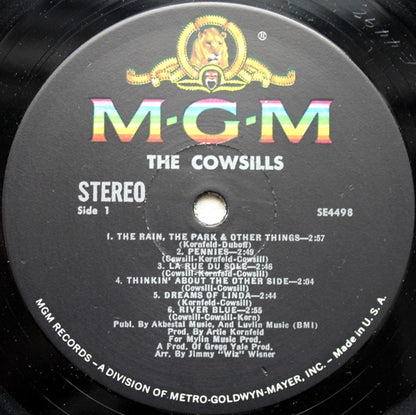 ®
M·G·M
THE COWSILLS
STEREO
Side 1
SE4498
1. THE RAIN, THE PARK & OTHER THINGS—2:57
(Kornfeld-Duboff)
2. PENNIES—2:49
(Cowsill-Kornfeld-Cowsill)
3. LA RUE DU SOLE—2:46
(Cowsill-Kornfeld-Cowsill)
4. THINKIN' ABOUT THE OTHER SIDE—2:04
(Cowsill-Cowsill)
5. DREAMS OF LINDA—2:44
(Cowsill-Cowsill)
6. RIVER BLUE—2:55
(Cowsill-Cowsill-Korn)
Publ. By Akbestal Music, And Luvlin Music (BMI)
Prod. by Artie Kornfeld
For Mylin Music Prod,
A Prod. Of Gregg Yale Prod.
Arr. By Jimmy "Wiz" Wisner
MGM RECORDS – A DIVISION OF METRO-GOLDWYN-MAYER, INC. – Made in U.S.A.